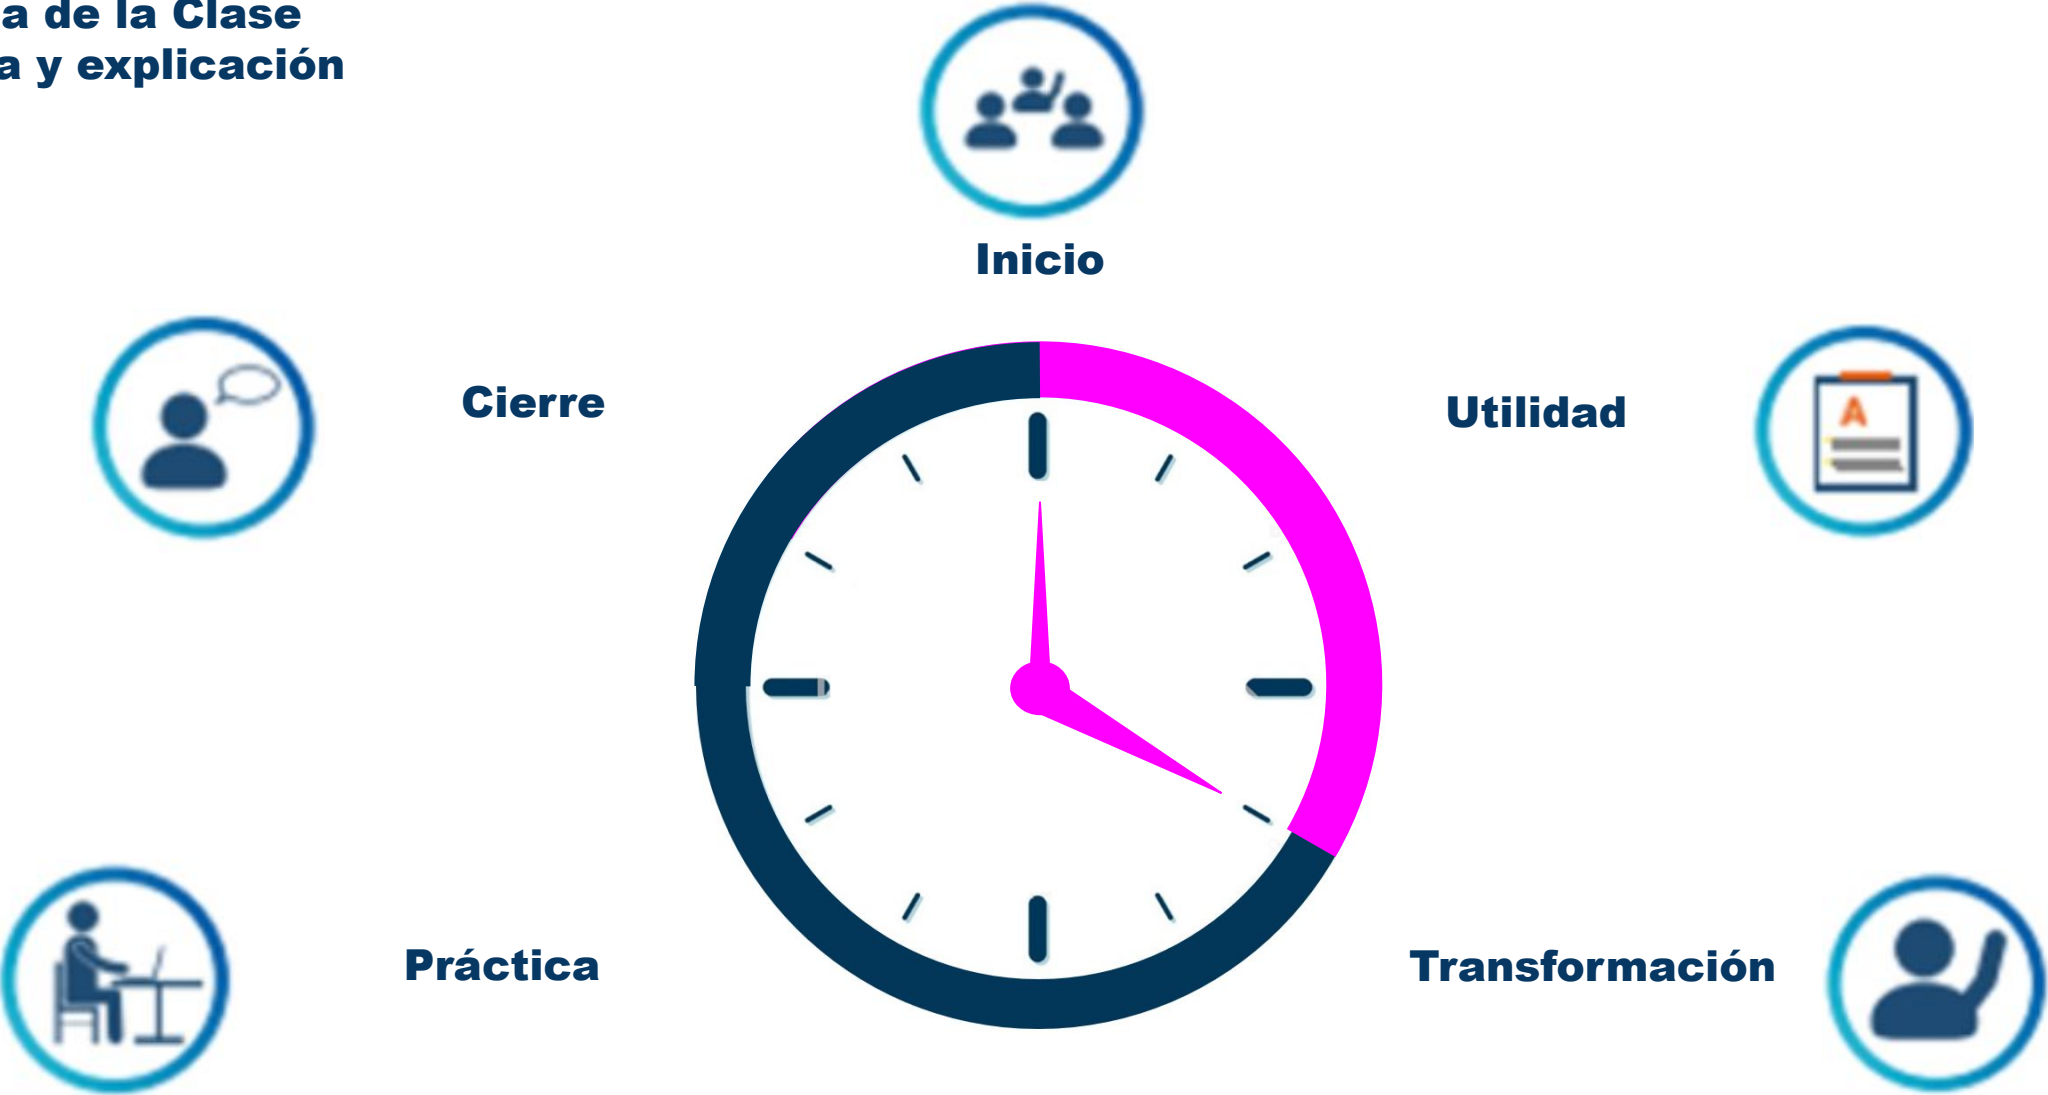 a de la Clase
a y explicación
Inicio
Cierre
Utilidad
A
Práctica
Transformación